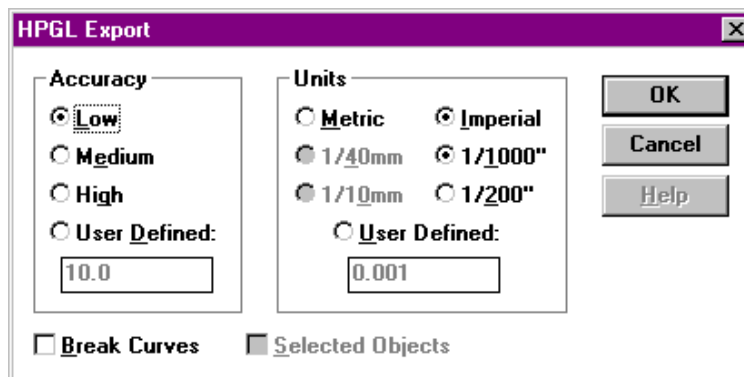 HPGL Export
Accuracy
Low
Medium
High
User Defined:
10.0
Units
Metric
Imperial
1/40mm
1/1000"
1/10mm
1/200"
User Defined:
0.001
OK
Cancel
Help
Break Curves
Selected Objects